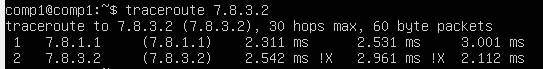 comp1@comp1:~$ traceroute 7.8.3.2
traceroute to 7.8.3.2 (7.8.3.2), 30 hops max, 60 byte packets
1 7.8.1.1 (7.8.1.1) 2.311 ms 2.531 ms 3.001 ms
2 7.8.3.2 (7.8.3.2) 2.542 ms !X 2.961 ms !X 2.112 ms